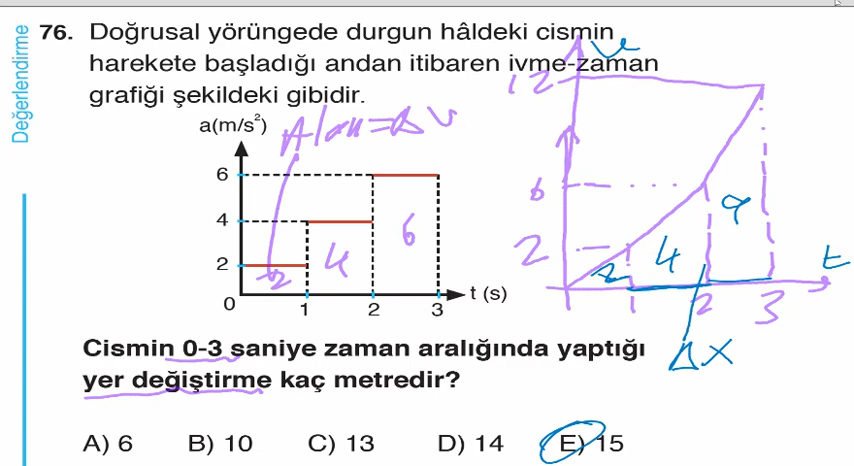 Değerlendirme
76. Doğrusal yörüngede durgun hâldeki cismin
harekete başladığı andan itibaren ivme-zaman
grafiği şekildeki gibidir.
a(m/s²)
Alan = Δv
6
4
2
0
1
2
3
t (s)
2
4
6
v
12
6
2
2
4
9
1
2
3
t
Δx
Cismin 0-3 saniye zaman aralığında yaptığı
yer değiştirme kaç metredir?
A) 6 B) 10 C) 13 D) 14 E) 15